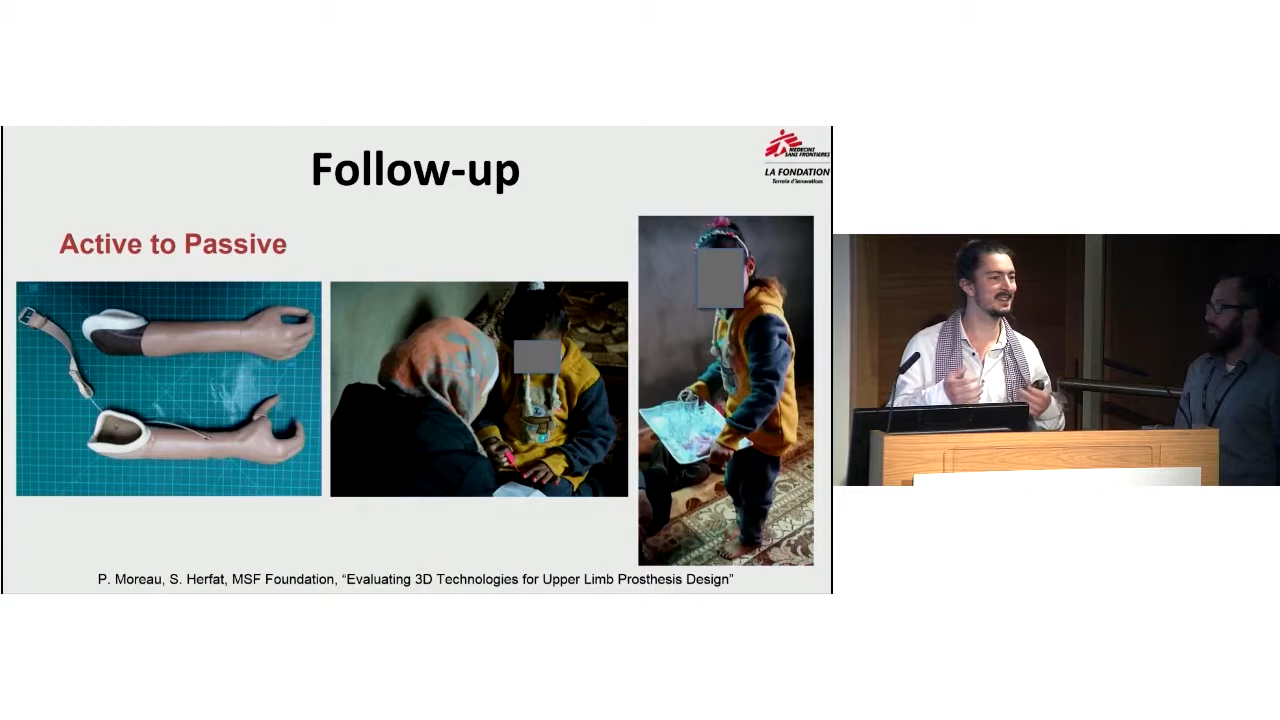 Follow-up
MEDECINS
SANS FRONTIERES
LA FONDATION
Terrain d'innovations
Active to Passive
P. Moreau, S. Herfat, MSF Foundation, “Evaluating 3D Technologies for Upper Limb Prosthesis Design”